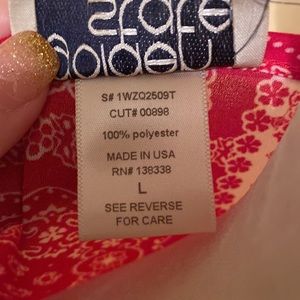 S# 1WZQ2509T
CUT# 00898
100% polyester
MADE IN USA
RN# 138338
L
SEE REVERSE
FOR CARE